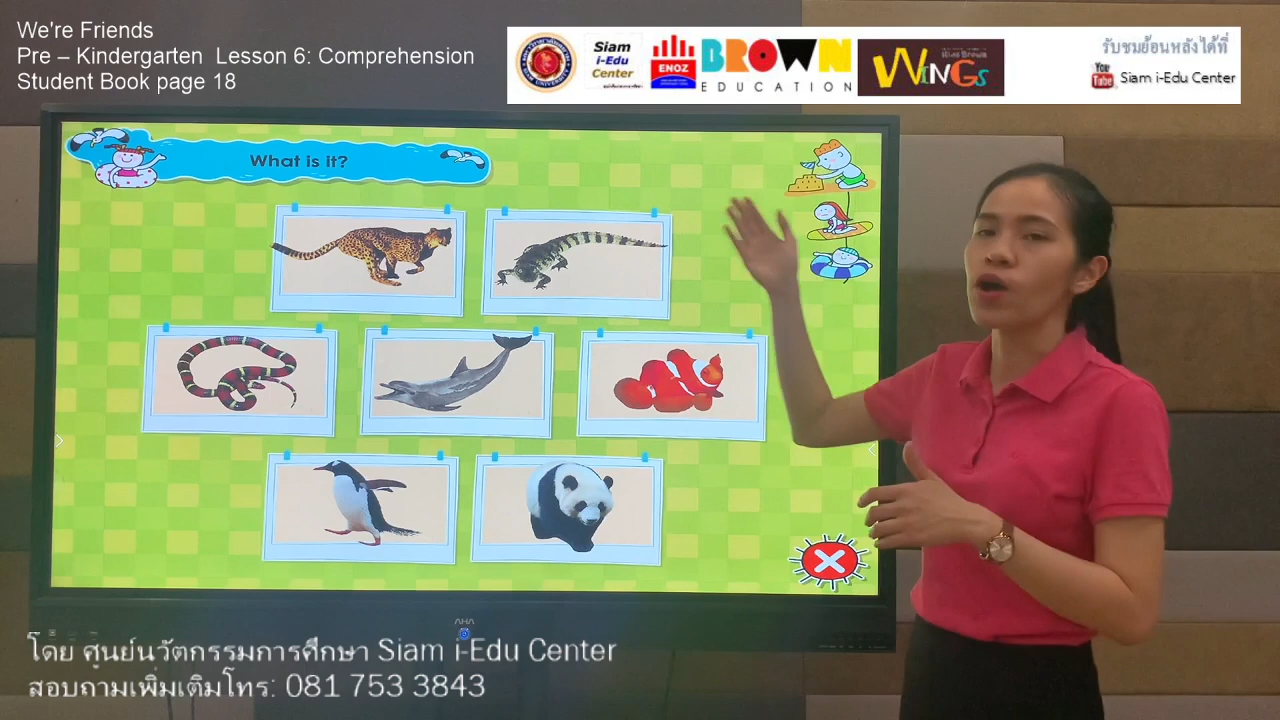 We're Friends
Pre – Kindergarten Lesson 6: Comprehension
Student Book page 18
Siam
i-Edu
Center
ENOZ
BROWN
EDUCATION
WINGS
รับชมย้อนหลังได้ที่
You
Tube
Siam i-Edu Center
What is it?
โดย ศูนย์นวัตกรรมการศึกษา Siam i-Edu Center
สอบถามเพิ่มเติมโทร: 081 753 3843